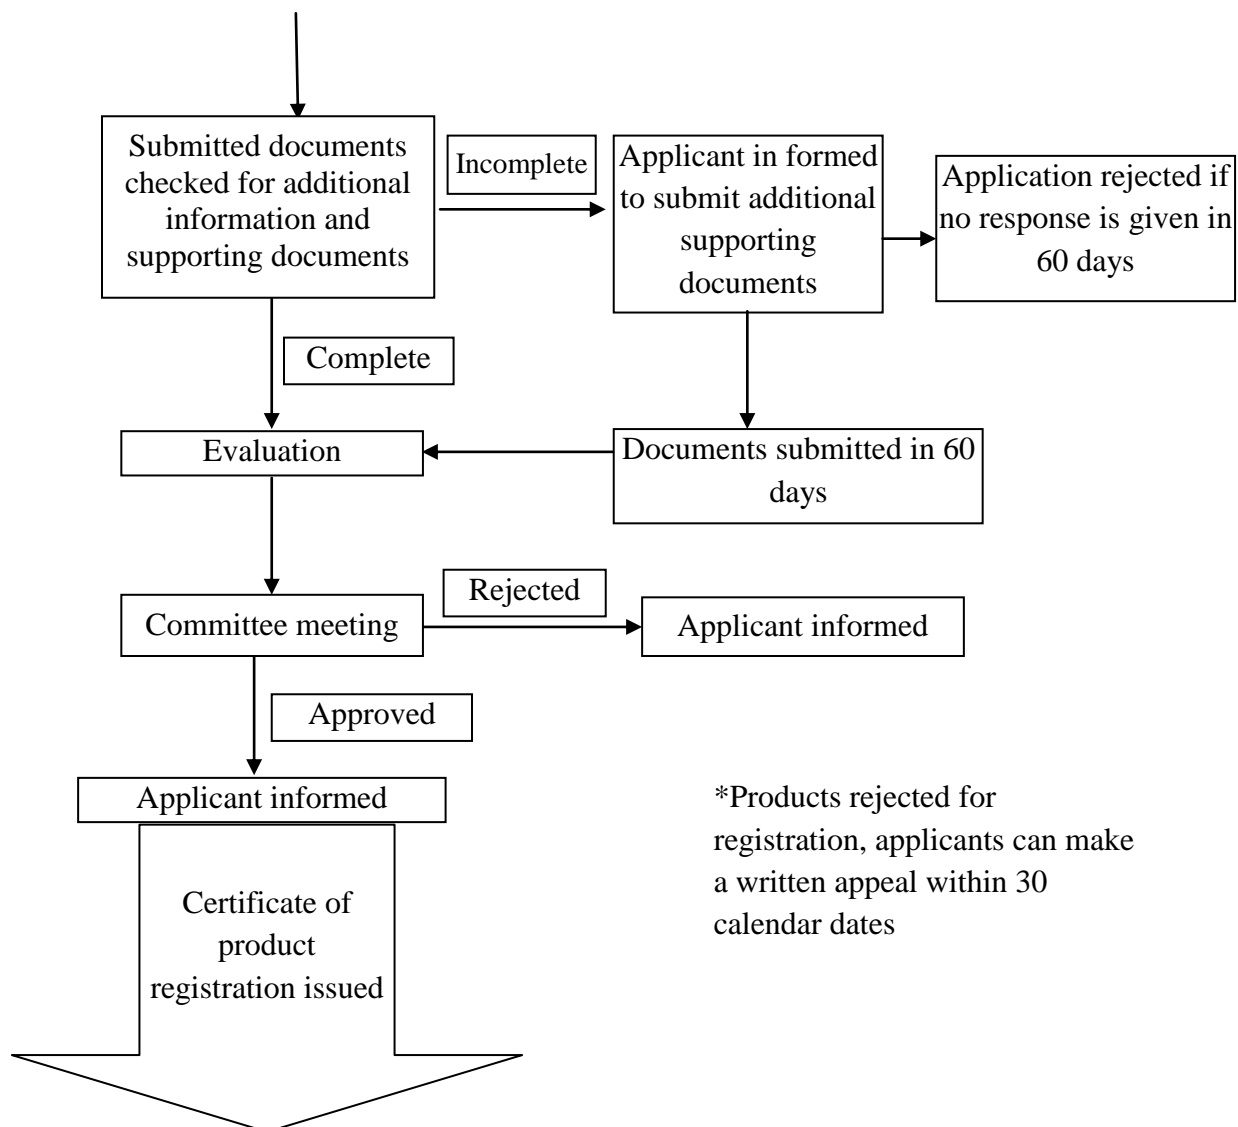 Submitted documents
checked for additional
information and
supporting documents
Incomplete
Applicant in formed
to submit additional
supporting
documents
Application rejected if
no response is given in
60 days
Complete
Evaluation
Documents submitted in 60
days
Rejected
Committee meeting
Applicant informed
Approved
Applicant informed
*Products rejected for
registration, applicants can make
a written appeal within 30
calendar dates
Certificate of
product
registration issued